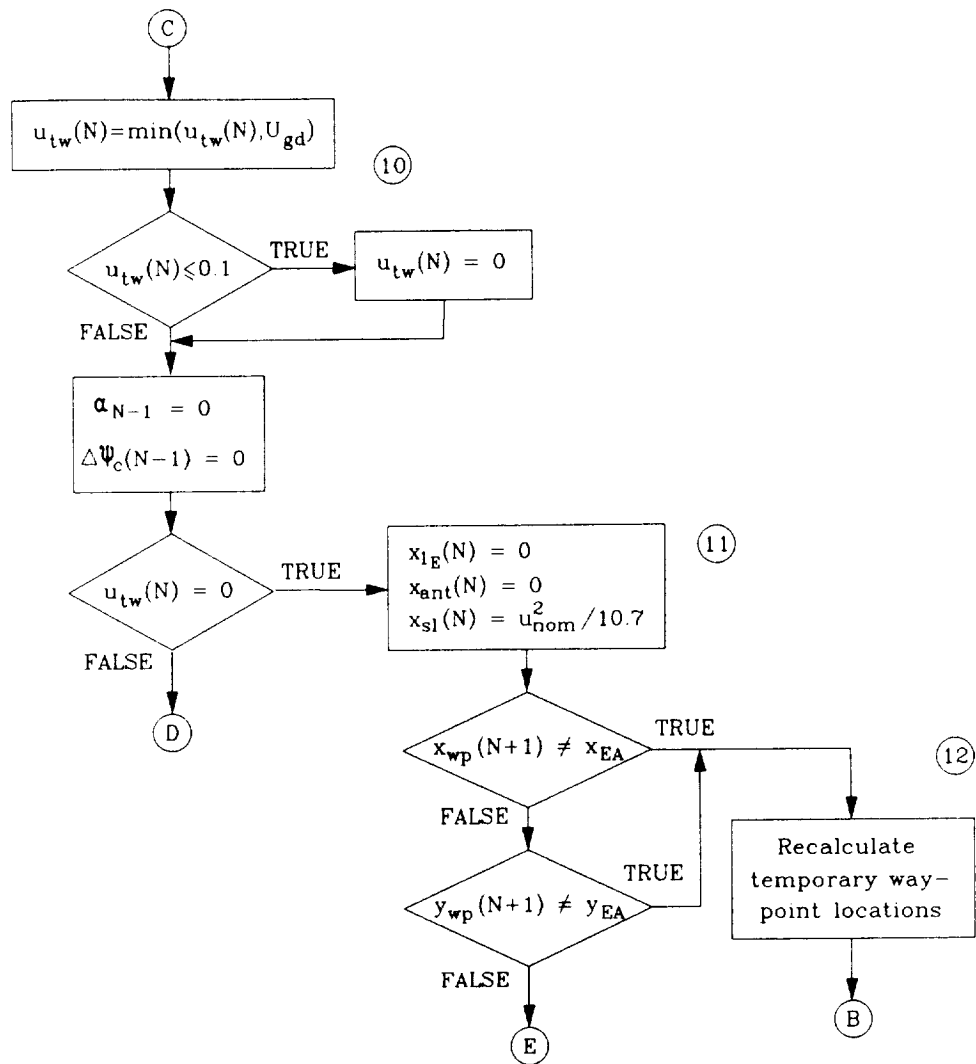 C
u_tw(N)=min(u_tw(N),U_gd)
10
u_tw(N)⩽0.1
TRUE
u_tw(N) = 0
FALSE
α_N-1 = 0
△Ψ_c(N-1) = 0
u_tw(N) = 0
TRUE
FALSE
D
11
x_1_E(N) = 0
x_ant(N) = 0
x_sl(N) = u²_nom/10.7
x_wp(N+1) ≠ x_EA
TRUE
FALSE
12
y_wp(N+1) ≠ y_EA
TRUE
FALSE
E
Recalculate
temporary way-
point locations
B